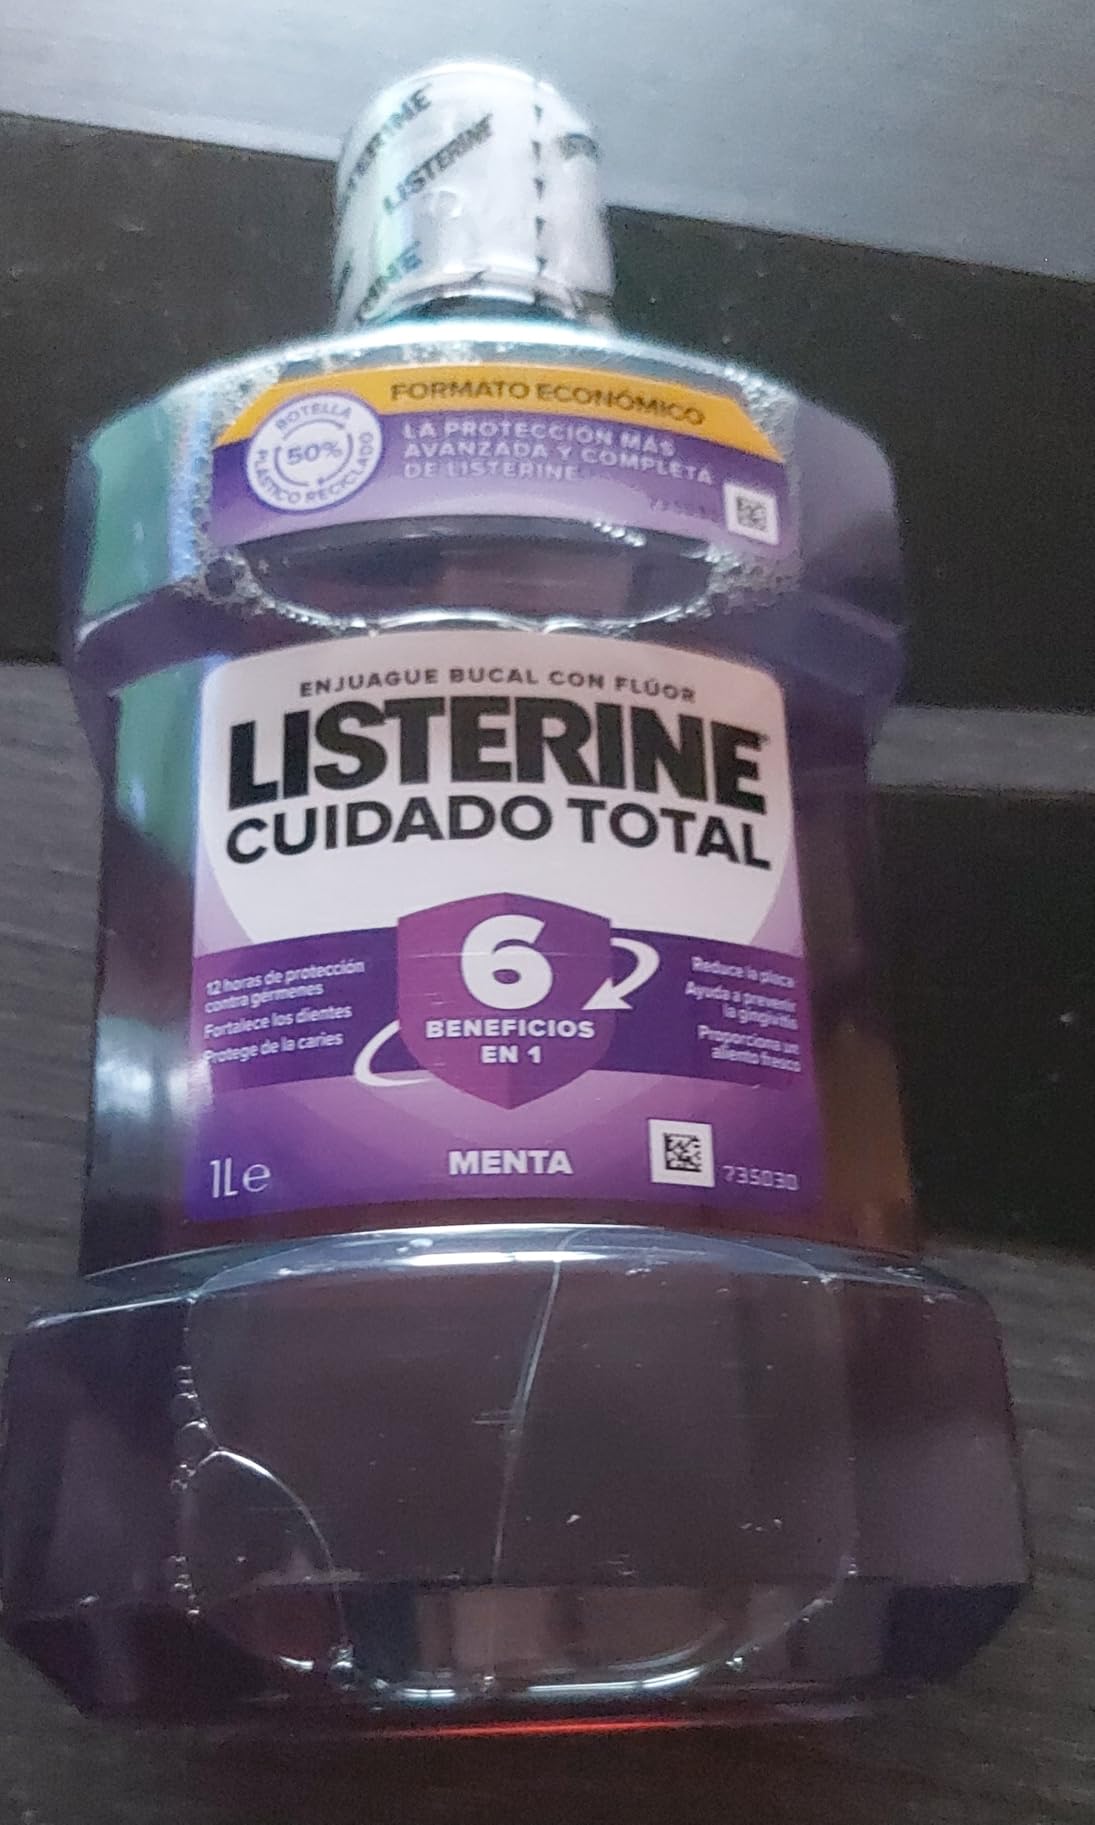 LISTERINE
FORMATO ECONÓMICO
BOTELLA
50%
PLÁSTICO RECICLADO
LA PROTECCIÓN MÁS
AVANZADA Y COMPLETA
DE LISTERINE
ENJUAGUE BUCAL CON FLÚOR
LISTERINE
CUIDADO TOTAL
6
BENEFICIOS
EN 1
12 horas de protección
contra gérmenes
Fortalece los dientes
Protege de la caries
Reduce la placa
Ayuda a prevenir
la gingivitis
Proporciona un
aliento fresco
1L e
MENTA
735030